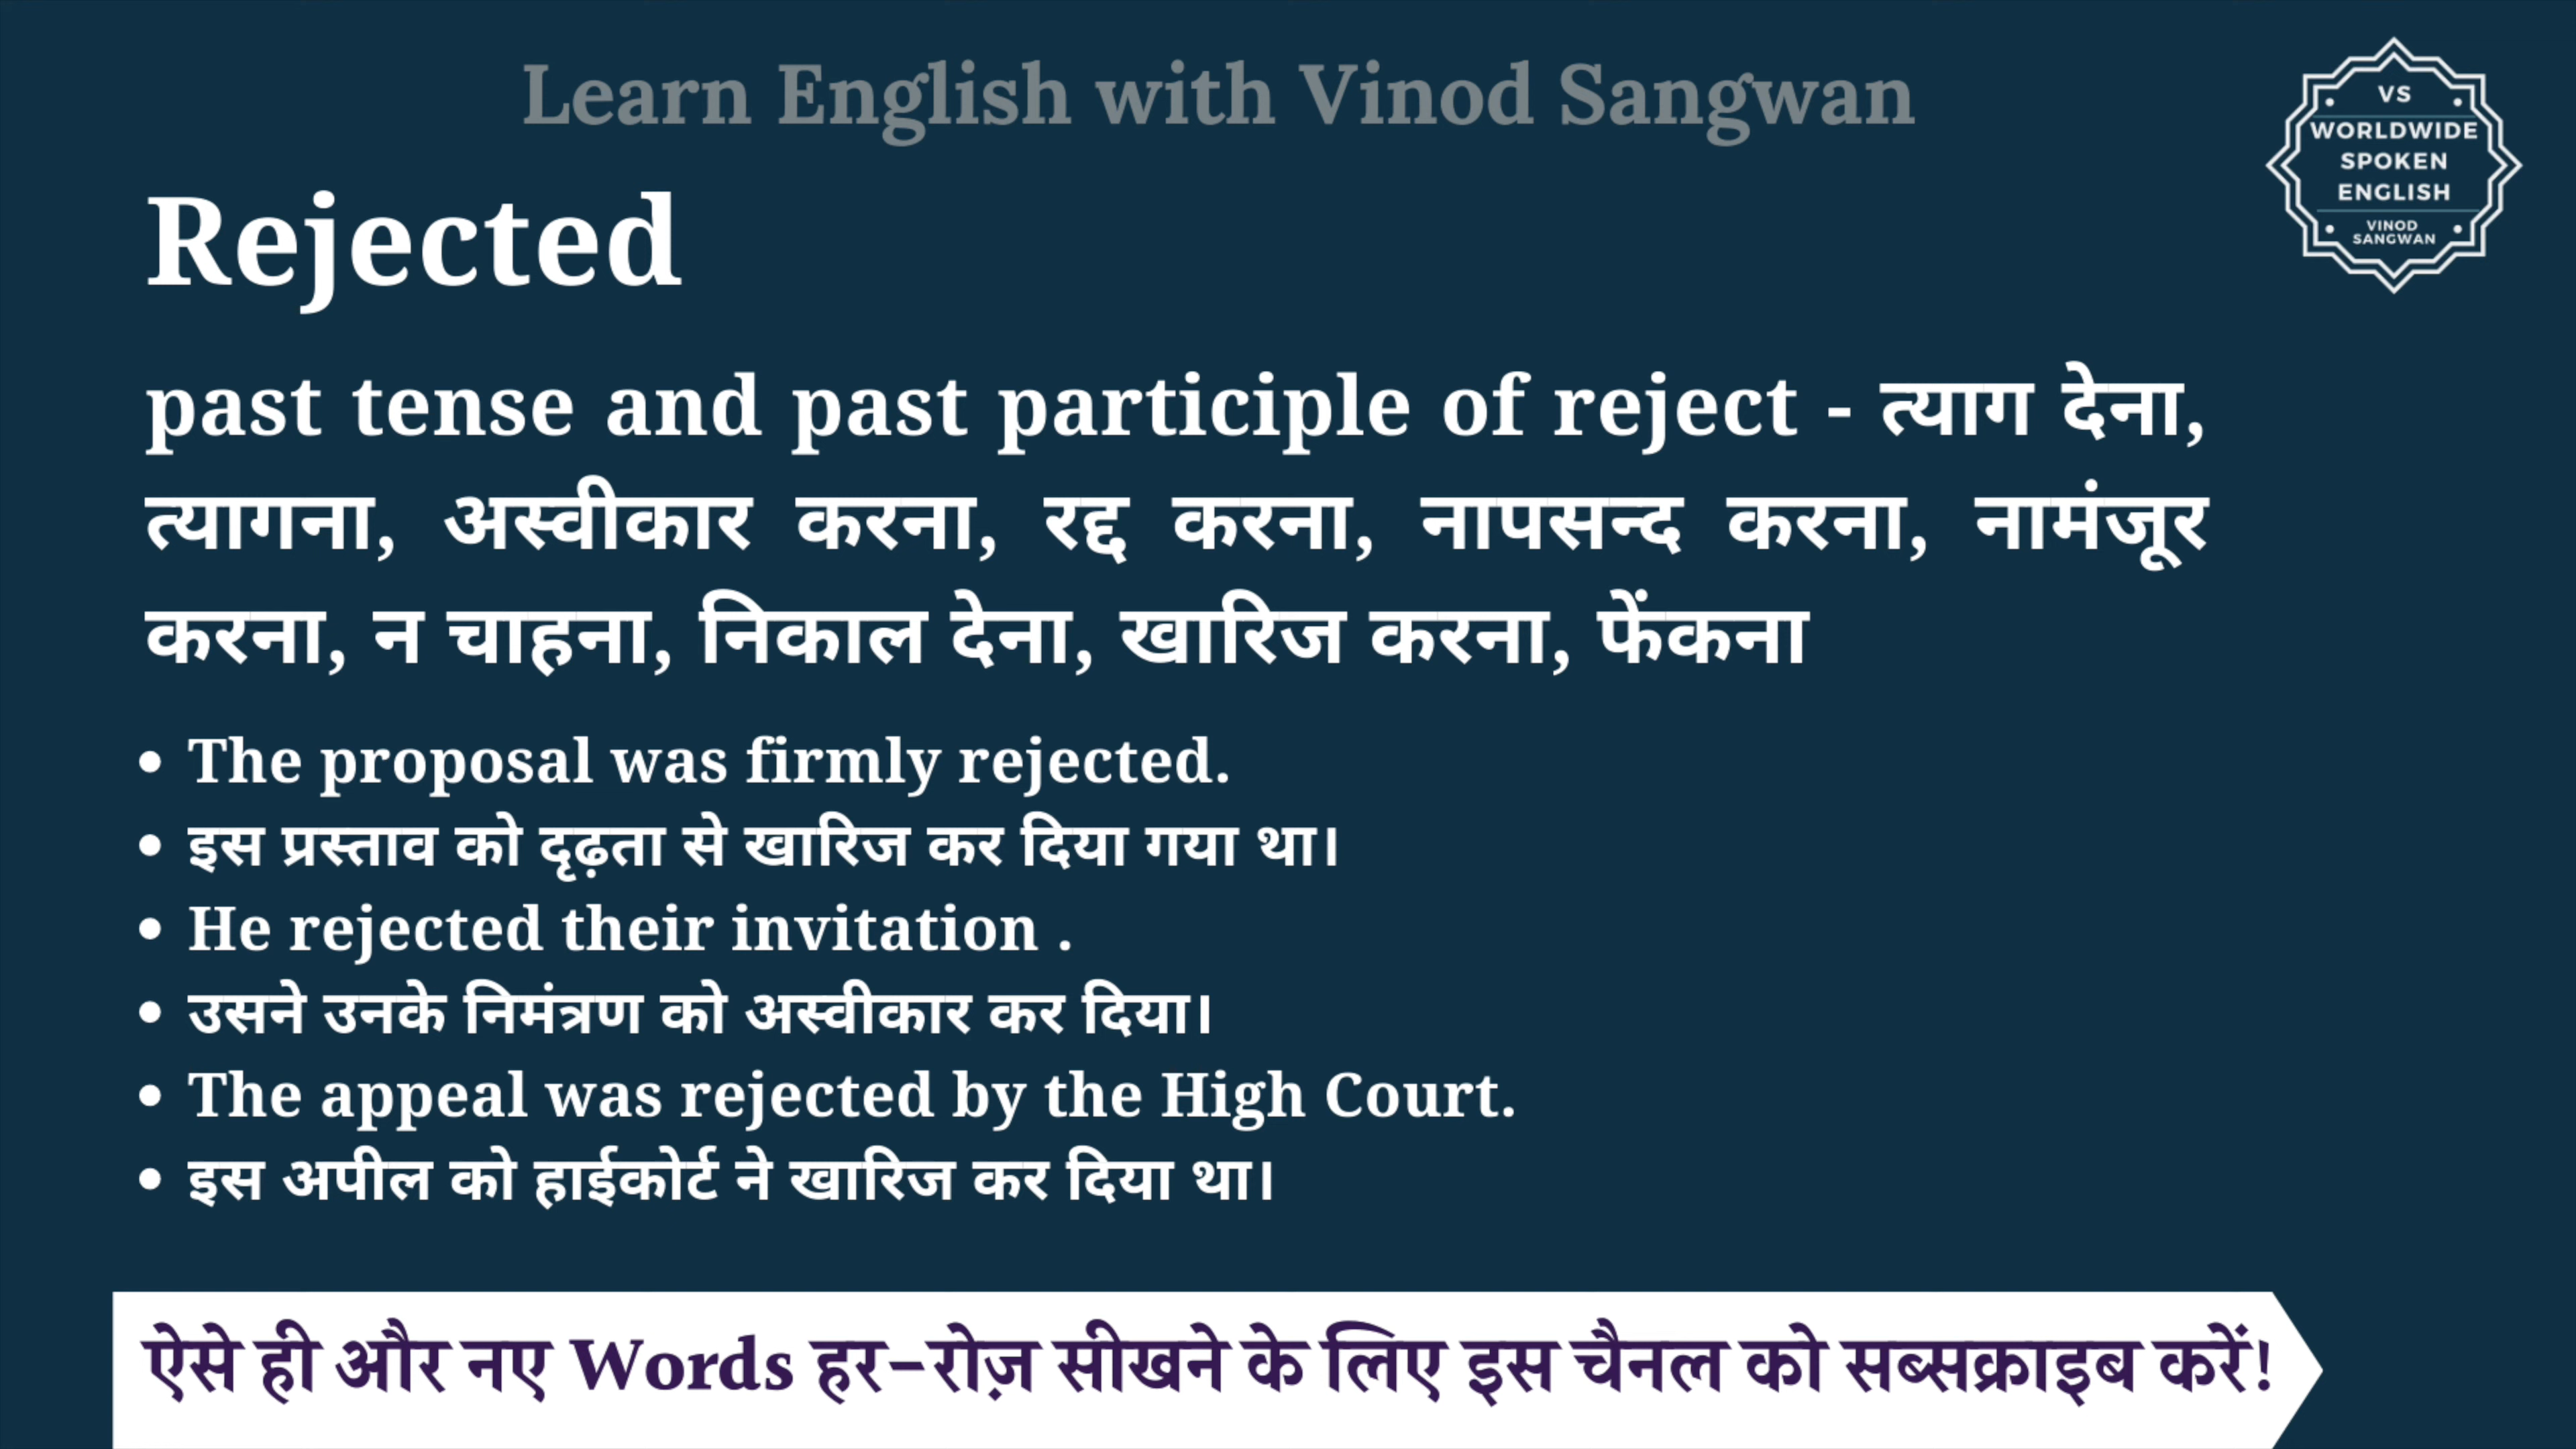 Learn English with Vinod Sangwan
VS
WORLDWIDE
SPOKEN
ENGLISH
VINOD
SANGWAN
Rejected
past tense and past participle of reject - त्याग देना,
त्यागना, अस्वीकार करना, रद्द करना, नापसन्द करना, नामंजूर
करना, न चाहना, निकाल देना, खारिज करना, फेंकना
• The proposal was firmly rejected.
• इस प्रस्ताव को दृढ़ता से खारिज कर दिया गया था।
• He rejected their invitation .
• उसने उनके निमंत्रण को अस्वीकार कर दिया।
• The appeal was rejected by the High Court.
• इस अपील को हाईकोर्ट ने खारिज कर दिया था।
ऐसे ही और नए Words हर-रोज़ सीखने के लिए इस चैनल को सब्सक्राइब करें!